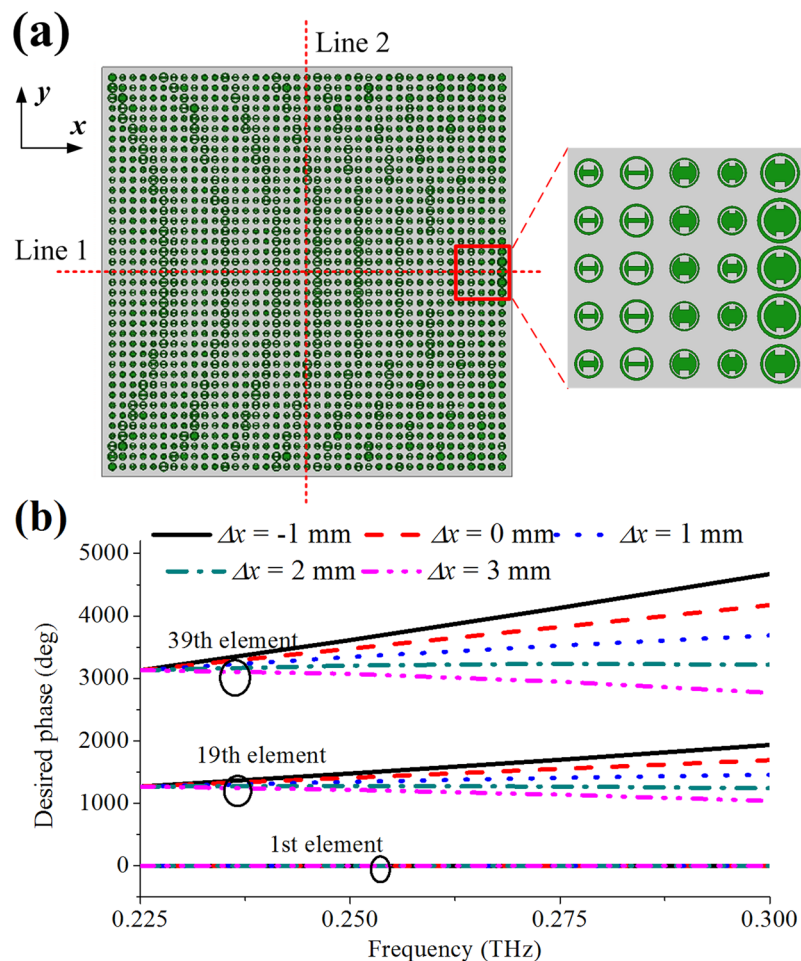 (a)
Line 2
y
x
Line 1
(b)
Δx = -1 mm Δx = 0 mm Δx = 1 mm
Δx = 2 mm Δx = 3 mm
5000
4000
3000
2000
1000
0
Desired phase (deg)
39th element
19th element
1st element
0.225 0.250 0.275 0.300
Frequency (THz)